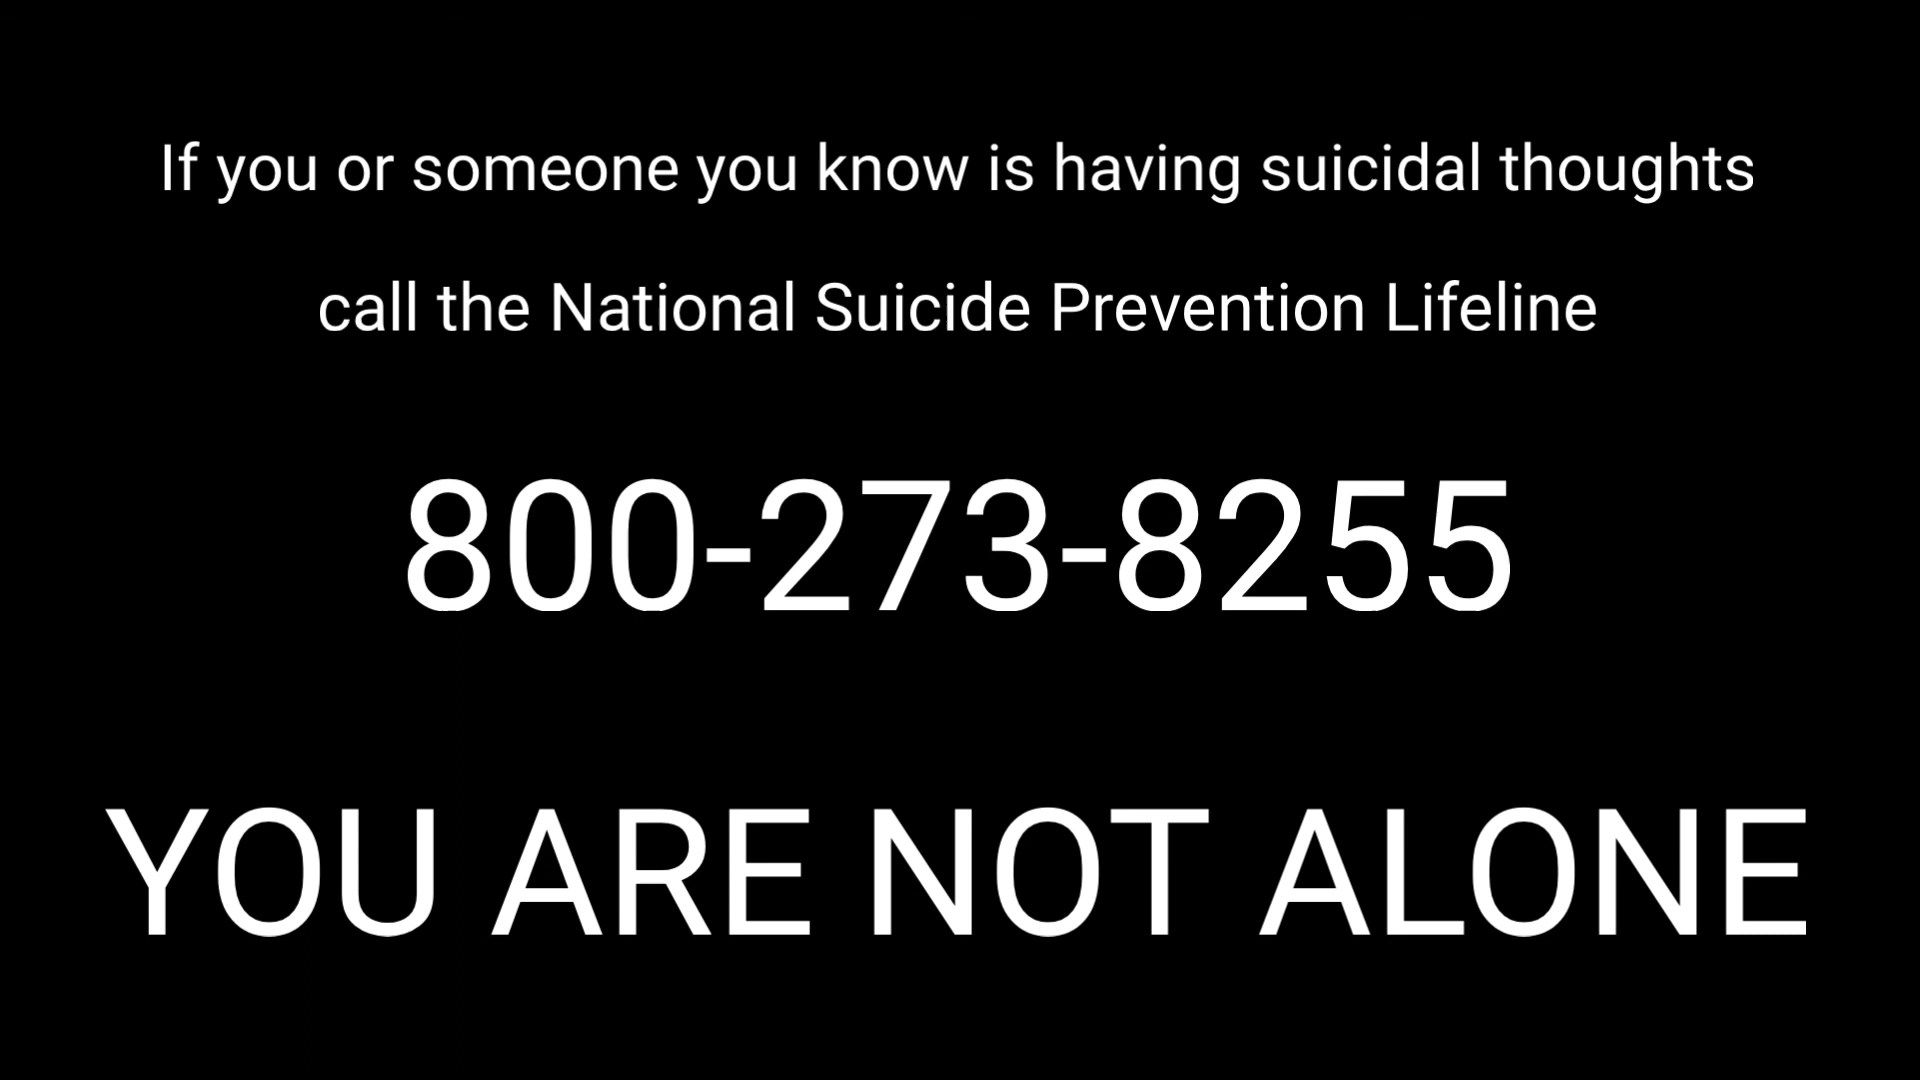 If you or someone you know is having suicidal thoughts
call the National Suicide Prevention Lifeline
800-273-8255
YOU ARE NOT ALONE